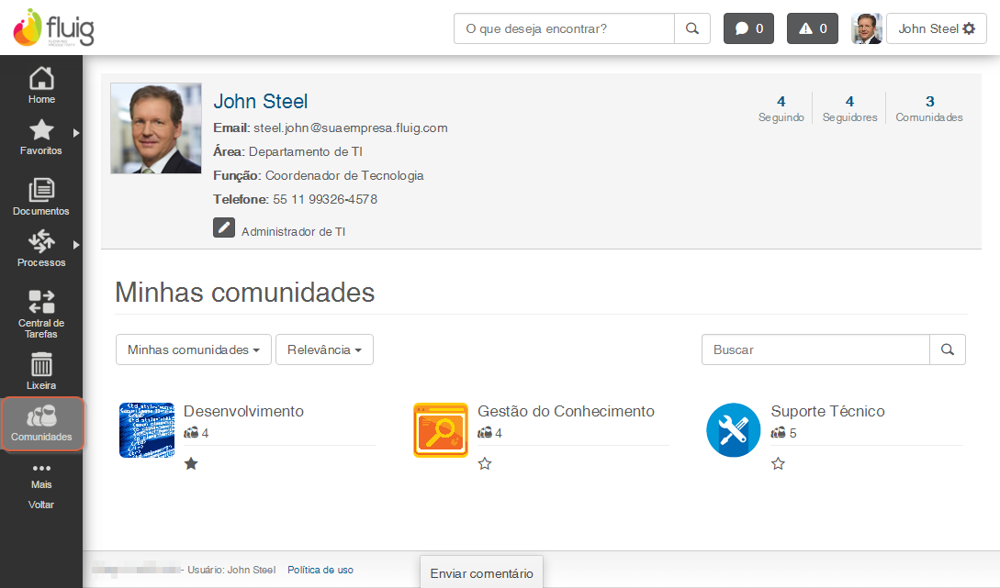 fluig
FLOWING
PRODUCTIVITY
O que deseja encontrar?
0
0
John Steel
Home
Favoritos
Documentos
Processos
Central de
Tarefas
Lixeira
Comunidades
Mais
Voltar
John Steel
Email: steel.john@suaempresa.fluig.com
Área: Departamento de TI
Função: Coordenador de Tecnologia
Telefone: 55 11 99326-4578
Administrador de TI
4
Seguindo
4
Seguidores
3
Comunidades
Minhas comunidades
Minhas comunidades
Relevância
Buscar
Desenvolvimento
4
Gestão do Conhecimento
4
Suporte Técnico
5
- Usuário: John Steel Política de uso
Enviar comentário